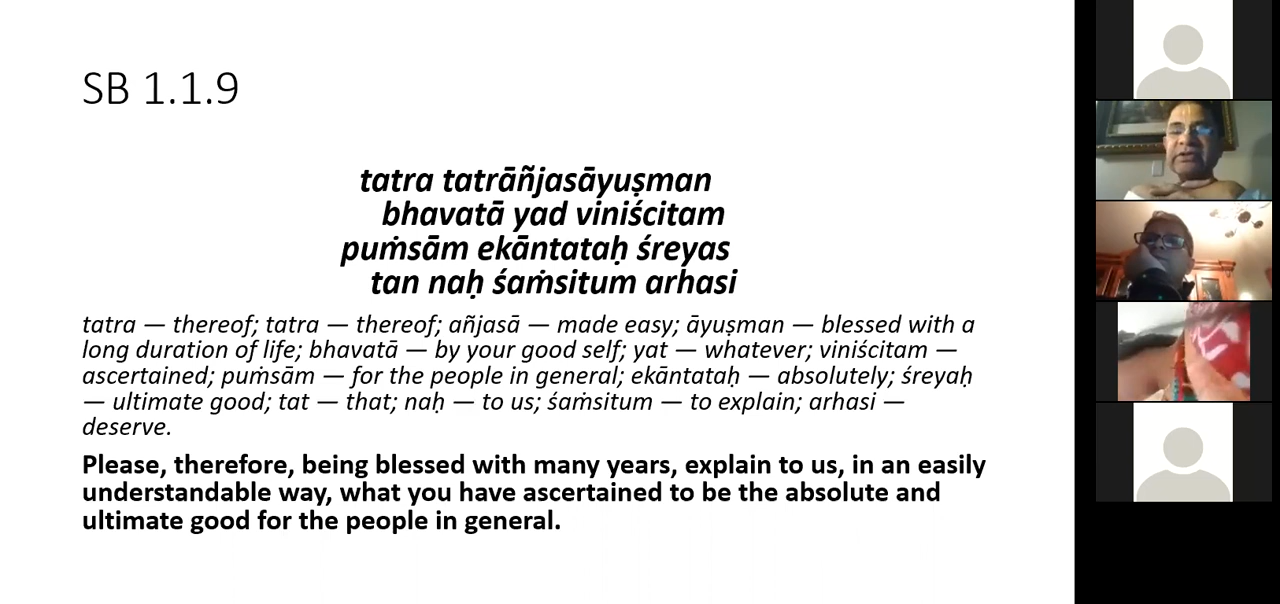 SB 1.1.9
tatra tatrāñjasāyuṣman
bhavatā yad viniścitam
puṁsām ekāntataḥ śreyas
tan naḥ śaṁsitum arhasi
tatra — thereof; tatra — thereof; añjasā — made easy; āyuṣman — blessed with a
long duration of life; bhavatā — by your good self; yat — whatever; viniścitam —
ascertained; puṁsām — for the people in general; ekāntataḥ — absolutely; śreyaḥ
— ultimate good; tat — that; naḥ — to us; śaṁsitum — to explain; arhasi —
deserve.
Please, therefore, being blessed with many years, explain to us, in an easily
understandable way, what you have ascertained to be the absolute and
ultimate good for the people in general.